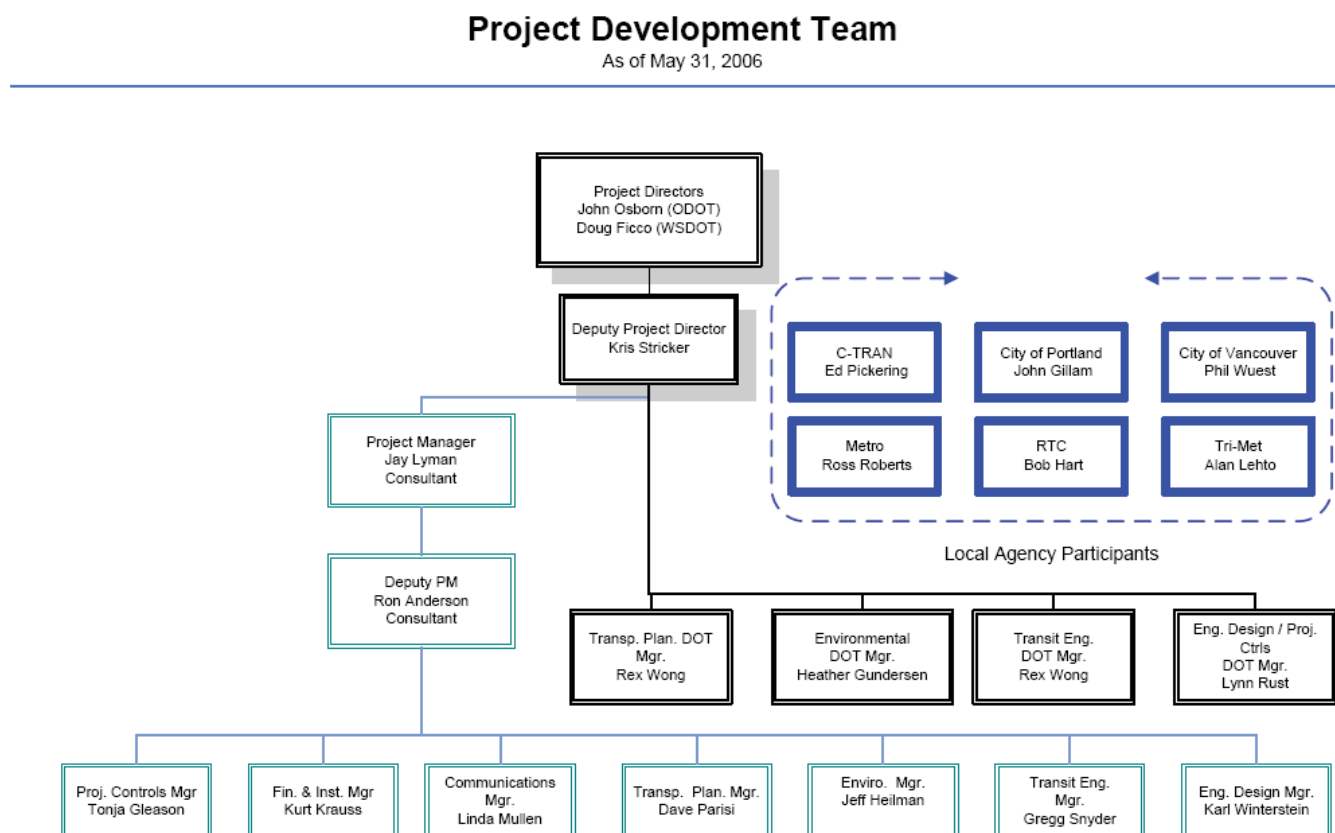 Project Development Team
As of May 31, 2006
Project Directors
John Osborn (ODOT)
Doug Ficco (WSDOT)
Deputy Project Director
Kris Stricker
C-TRAN
Ed Pickering
City of Portland
John Gillam
City of Vancouver
Phil Wuest
Metro
Ross Roberts
RTC
Bob Hart
Tri-Met
Alan Lehto
Local Agency Participants
Project Manager
Jay Lyman
Consultant
Deputy PM
Ron Anderson
Consultant
Transp. Plan. DOT
Mgr.
Rex Wong
Environmental
DOT Mgr.
Heather Gundersen
Transit Eng.
DOT Mgr.
Rex Wong
Eng. Design / Proj.
Ctrls
DOT Mgr.
Lynn Rust
Proj. Controls Mgr
Tonja Gleason
Fin. & Inst. Mgr
Kurt Krauss
Communications
Mgr.
Linda Mullen
Transp. Plan. Mgr.
Dave Parisi
Enviro. Mgr.
Jeff Heilman
Transit Eng.
Mgr.
Gregg Snyder
Eng. Design Mgr.
Karl Winterstein